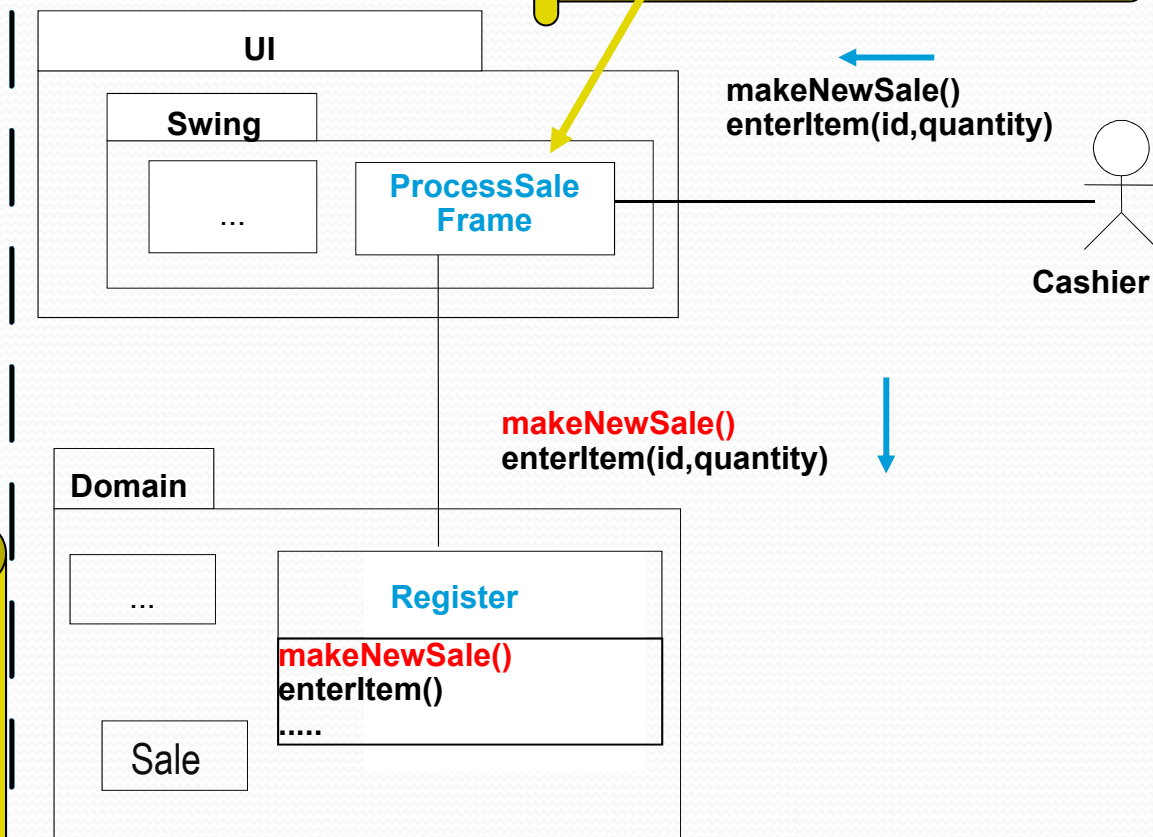 UI
makeNewSale()
enterItem(id,quantity)
Swing
...
ProcessSale
Frame
Cashier
makeNewSale()
enterItem(id,quantity)
Domain
...
Register
makeNewSale()
enterItem()
.....
Sale